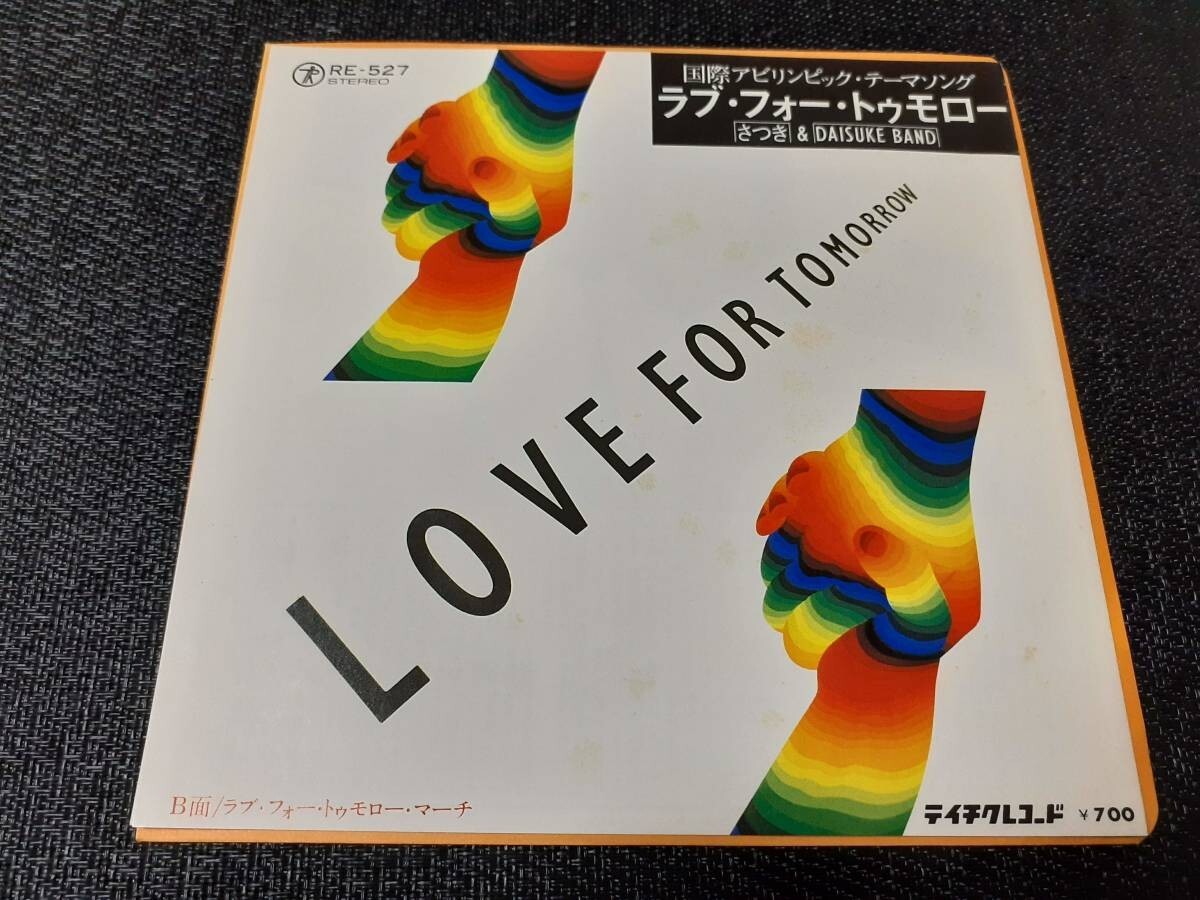 RE-527
STEREO
国際アビリンピック・テーマソング
ラブ・フォー・トゥモロー
さつき & DAISUKE BAND
LOVE FOR TOMORROW
B面/ラブ・フォー・トゥモロー・マーチ
テイチクレコード ¥700